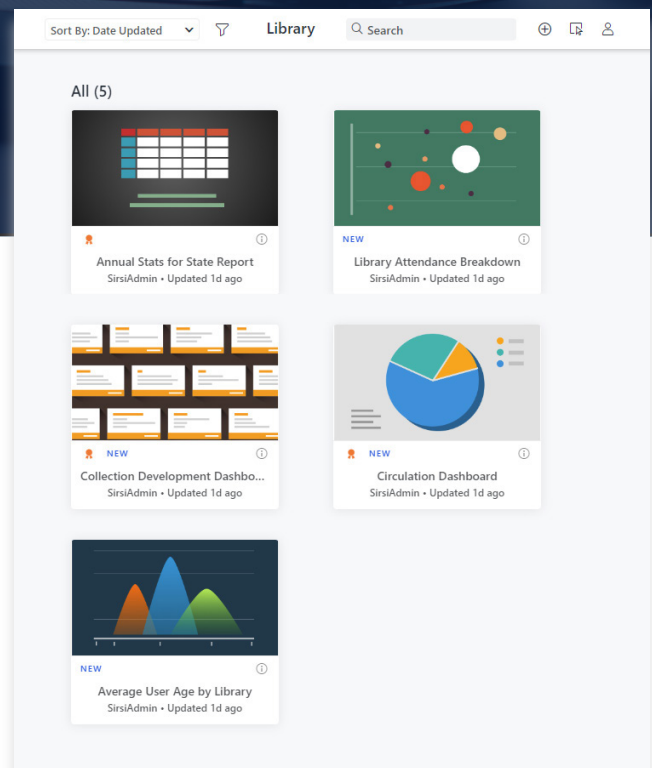 Sort By: Date Updated
Library
Search
All (5)
Annual Stats for State Report
SirsiAdmin • Updated 1d ago
NEW
Library Attendance Breakdown
SirsiAdmin • Updated 1d ago
NEW
Collection Development Dashbo...
SirsiAdmin • Updated 1d ago
NEW
Circulation Dashboard
SirsiAdmin • Updated 1d ago
NEW
Average User Age by Library
SirsiAdmin • Updated 1d ago